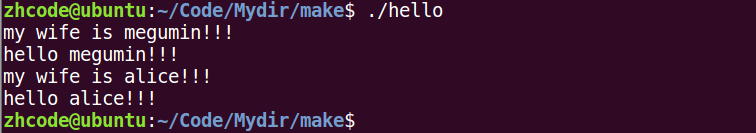 zhcode@ubuntu:~/Code/Mydir/make$ ./hello
my wife is megumin!!!
hello megumin!!!
my wife is alice!!!
hello alice!!!
zhcode@ubuntu:~/Code/Mydir/make$